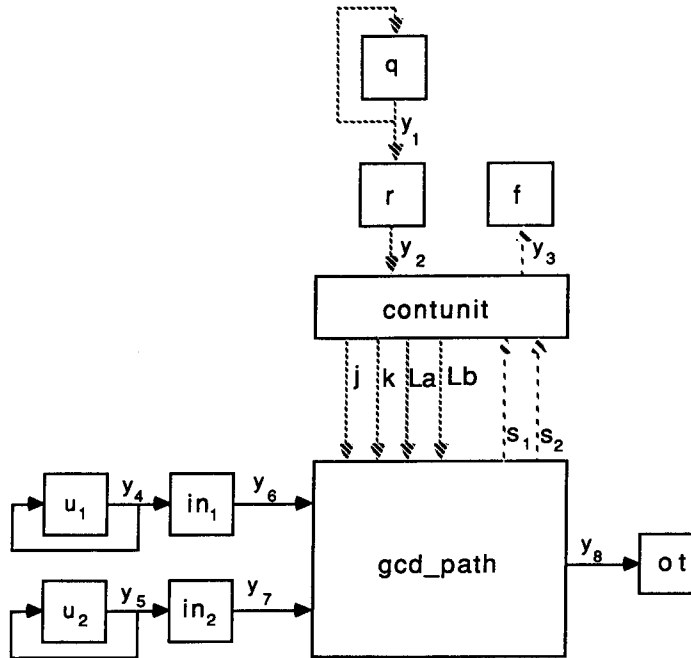 q
y₁
r
f
y₂
y₃
contunit
j
k
La
Lb
s₁
s₂
u₁
y₄
in₁
y₆
gcd_path
y₈
ot
u₂
y₅
in₂
y₇